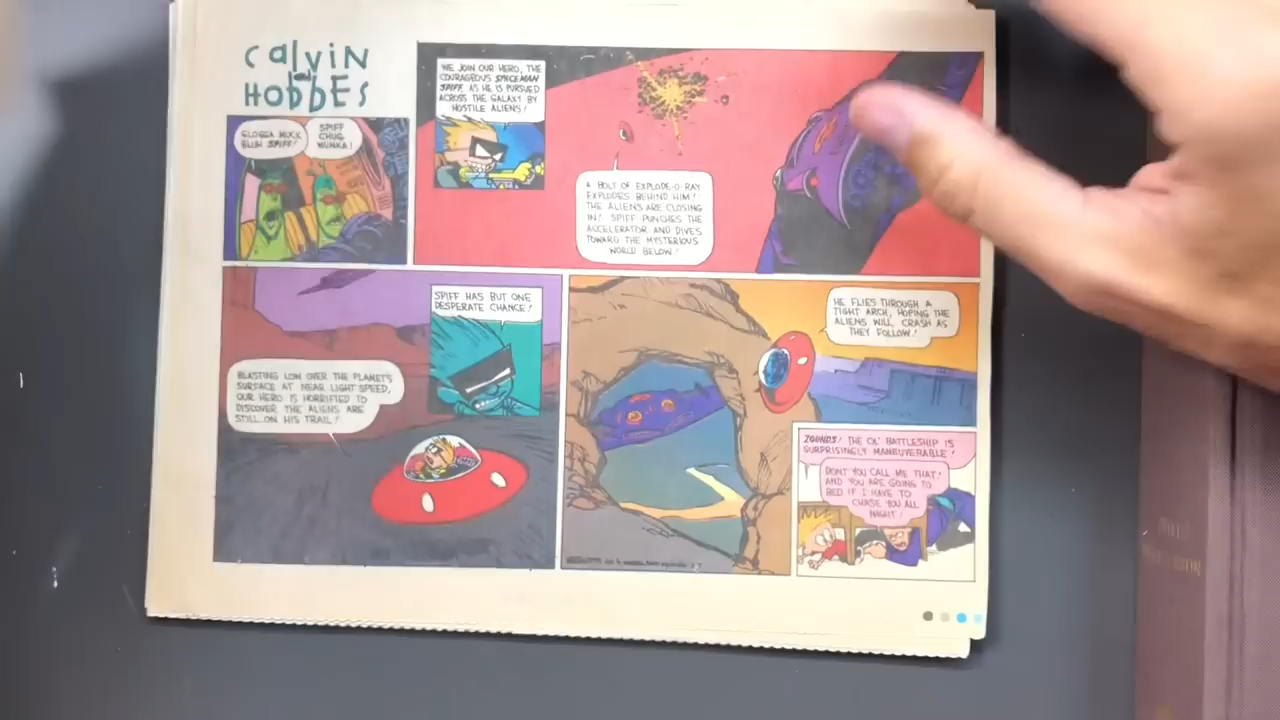 CALVIN
AND
HOBBES
GLOGGA MUCK
BLUH SPIFF!
SPIFF
CHUG
WUHKA!
WE JOIN OUR HERO, THE
COURAGEOUS SPACEMAN
SPIFF, AS HE IS PURSUED
ACROSS THE GALAXY BY
HOSTILE ALIENS!
A BOLT OF EXPLODE-O-RAY
EXPLODES BEHIND HIM!
THE ALIENS ARE CLOSING
IN! SPIFF PUNCHES THE
ACCELERATOR AND DIVES
TOWARD THE MYSTERIOUS
WORLD BELOW!
BLASTING LOW OVER THE PLANET'S
SURFACE AT NEAR LIGHT SPEED,
OUR HERO IS HORRIFIED TO
DISCOVER THE ALIENS ARE
STILL ON HIS TRAIL!
SPIFF HAS BUT ONE
DESPERATE CHANCE!
HE FLIES THROUGH A
TIGHT ARCH, HOPING THE
ALIENS WILL CRASH AS
THEY FOLLOW!
ZOUNDS! THE OL' BATTLESHIP IS
SURPRISINGLY MANEUVERABLE!
DON'T YOU CALL ME THAT!
AND YOU ARE GOING TO
BED IF I HAVE TO
CHASE YOU ALL
NIGHT!